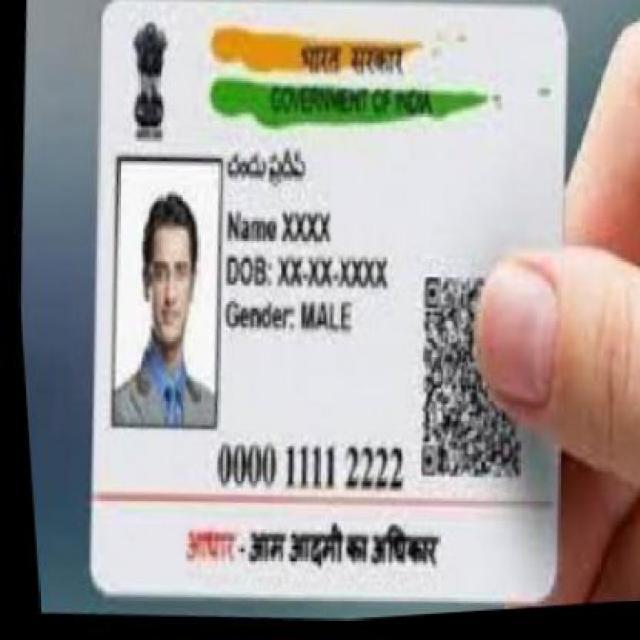 भारत सरकार
GOVERNMENT OF INDIA
Name XXXX
DOB: XX-XX-XXXX
Gender: MALE
0000 1111 2222
आधार - आम आदमी का अधिकार